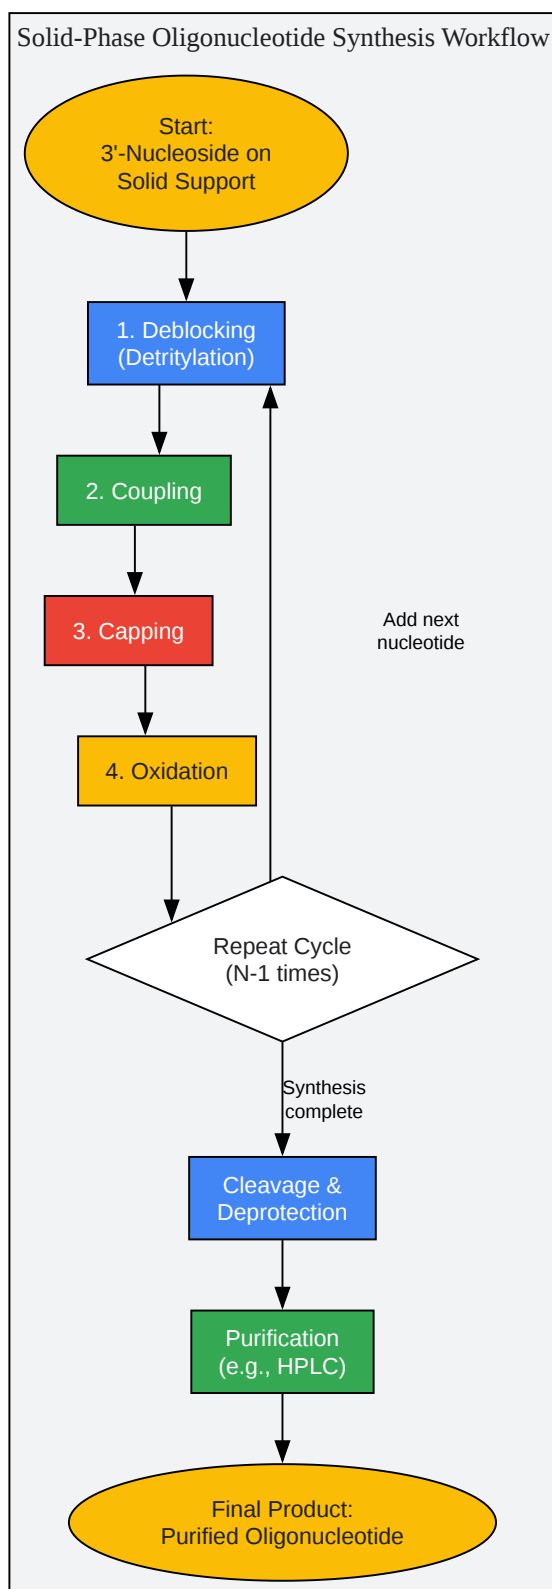 Solid-Phase Oligonucleotide Synthesis Workflow
Start:
3'-Nucleoside on
Solid Support
1. Deblocking
(Detritylation)
2. Coupling
3. Capping
Add next
nucleotide
4. Oxidation
Repeat Cycle
(N-1 times)
Synthesis
complete
Cleavage &
Deprotection
Purification
(e.g., HPLC)
Final Product:
Purified Oligonucleotide